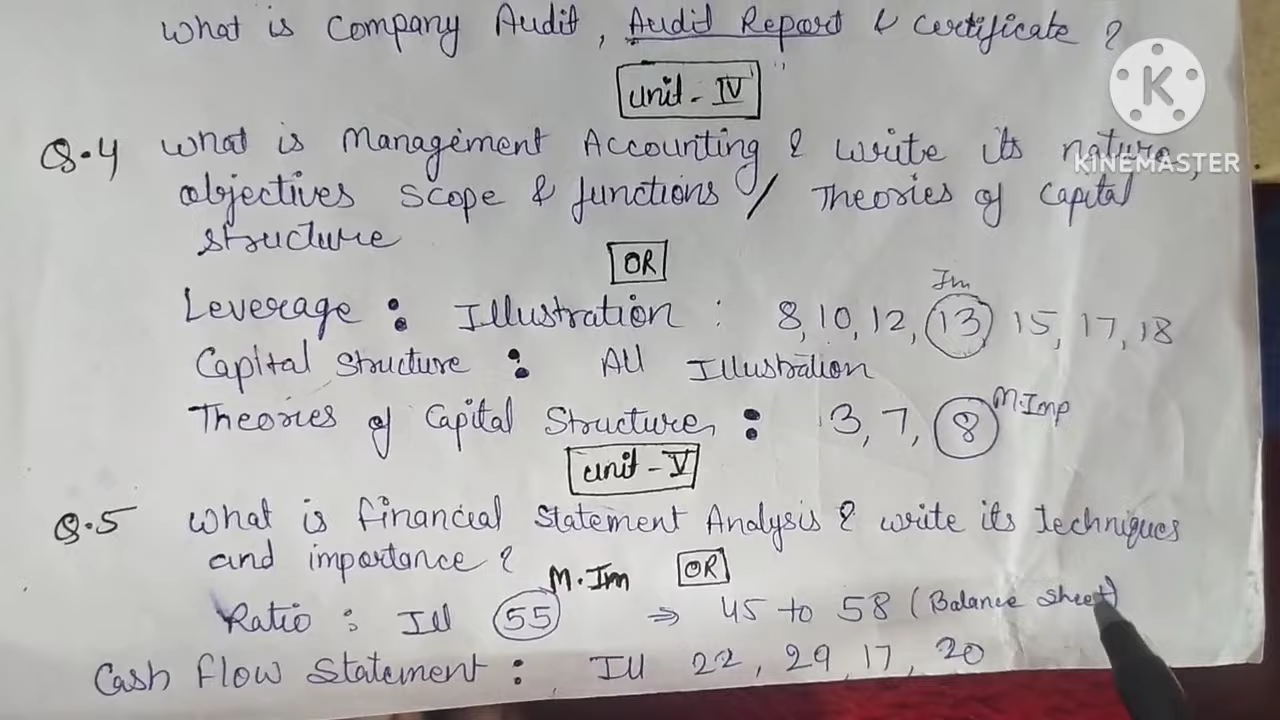 What is Company Audit, Audit Report & Certificate?
Unit - IV
Q.4 What is Management Accounting? write its nature,
objectives scope & functions / Theories of Capital
structure
OR
Im
Leverage : Illustration : 8, 10, 12, 13 15, 17, 18
Capital Structure : All Illustration
Theories of Capital Structure, : 3, 7, 8 M.Imp
Unit - V
Q.5 What is financial Statement Analysis? write its techniques
and importance?
M.Im OR
Ratio : Ill 55 ⇒ 45 to 58 (Balance sheet)
Cash flow Statement : Ill 22, 29, 17, 20
K
KINEMASTER